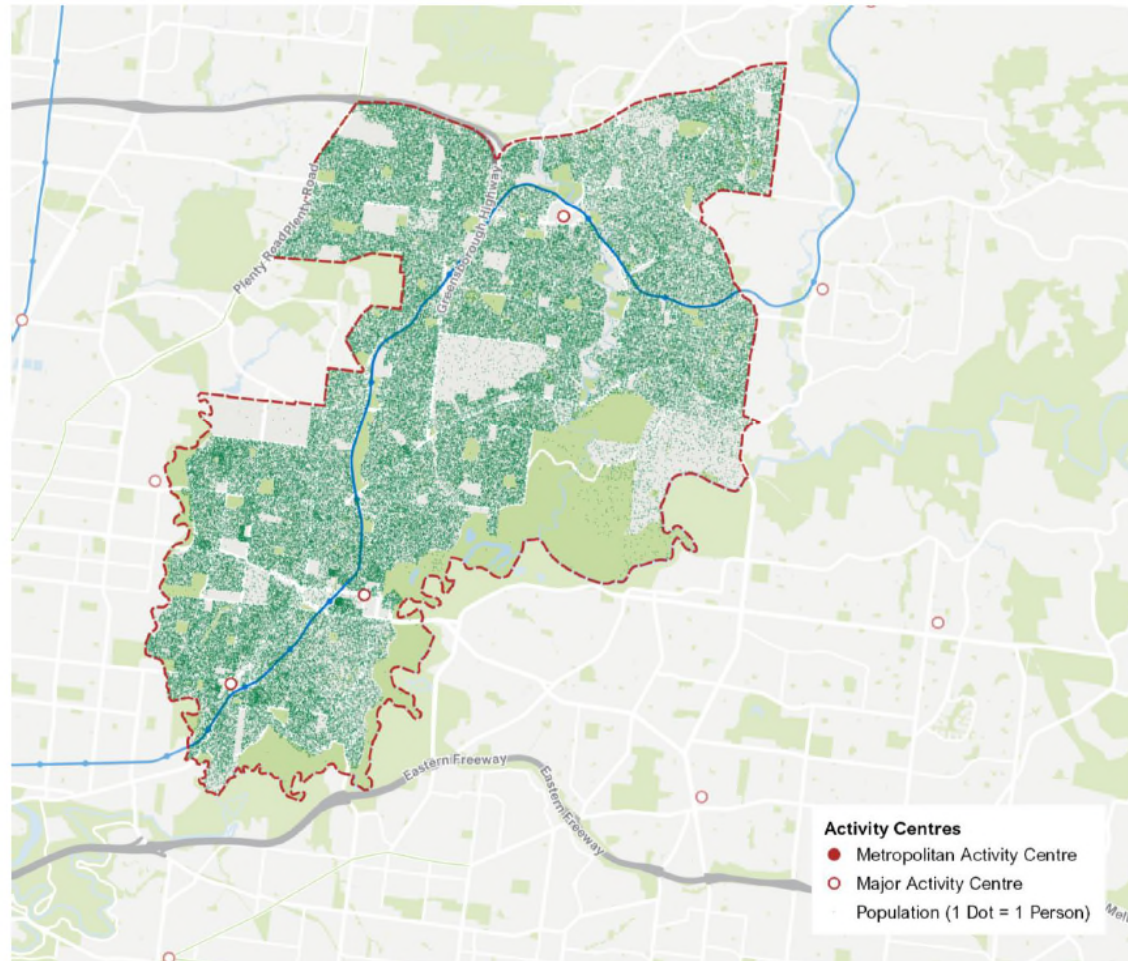 Plenty Road
Plenty Road
Greensborough Highway
Eastern Freeway
Eastern Freeway
Activity Centres
Metropolitan Activity Centre
Major Activity Centre
Population (1 Dot = 1 Person)
Mel